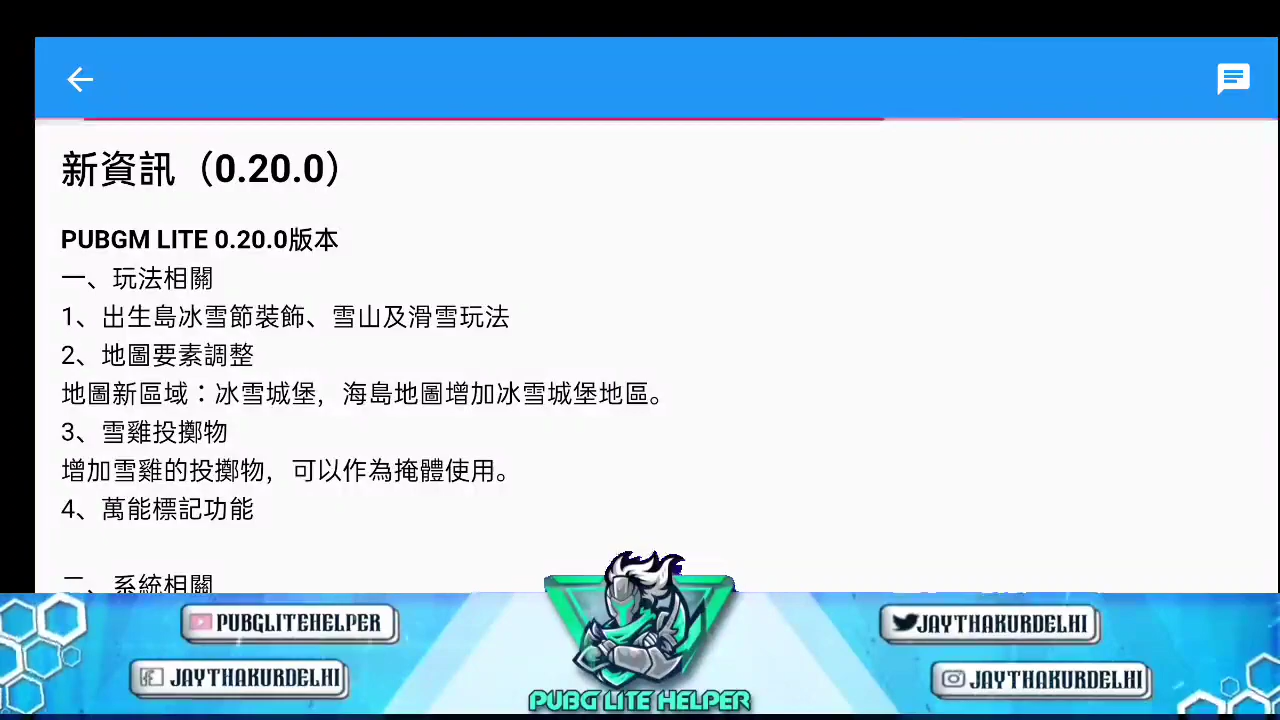 新資訊（0.20.0）
PUBGM LITE 0.20.0版本
一、玩法相關
1、出生島冰雪節裝飾、雪山及滑雪玩法
2、地圖要素調整
地圖新區域：冰雪城堡，海島地圖增加冰雪城堡地區。
3、雪雞投擲物
增加雪雞的投擲物，可以作為掩體使用。
4、萬能標記功能
二、系統相關
PUBGLITEHELPER
JAYTHAKURDELHI
JAYTHAKURDELHI
JAYTHAKURDELHI
PUBG LITE HELPER